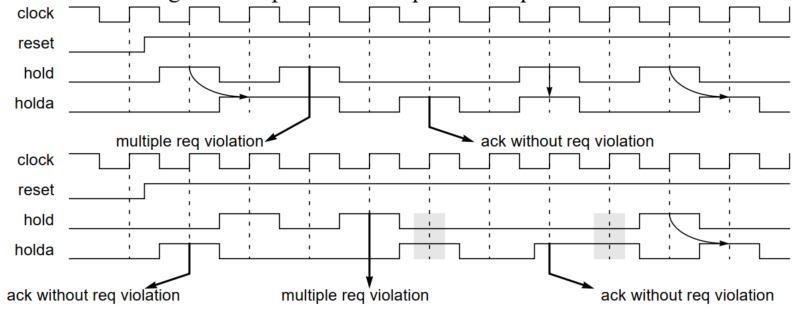 clock
reset
hold
holda
multiple req violation
ack without req violation
clock
reset
hold
holda
ack without req violation
multiple req violation
ack without req violation